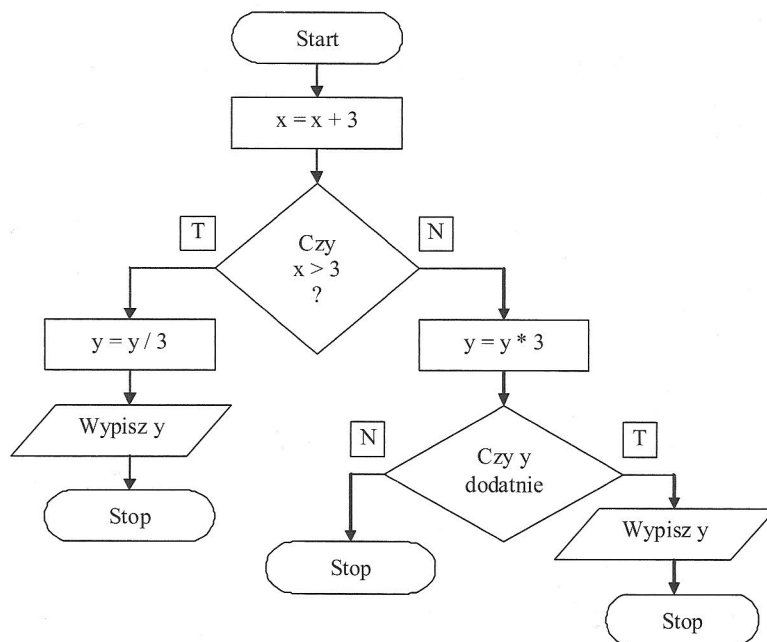 Start
x = x + 3
T
N
Czy
x > 3
?
y = y / 3
y = y * 3
Wypisz y
N
T
Czy y
dodatnie
Stop
Wypisz y
Stop
Stop